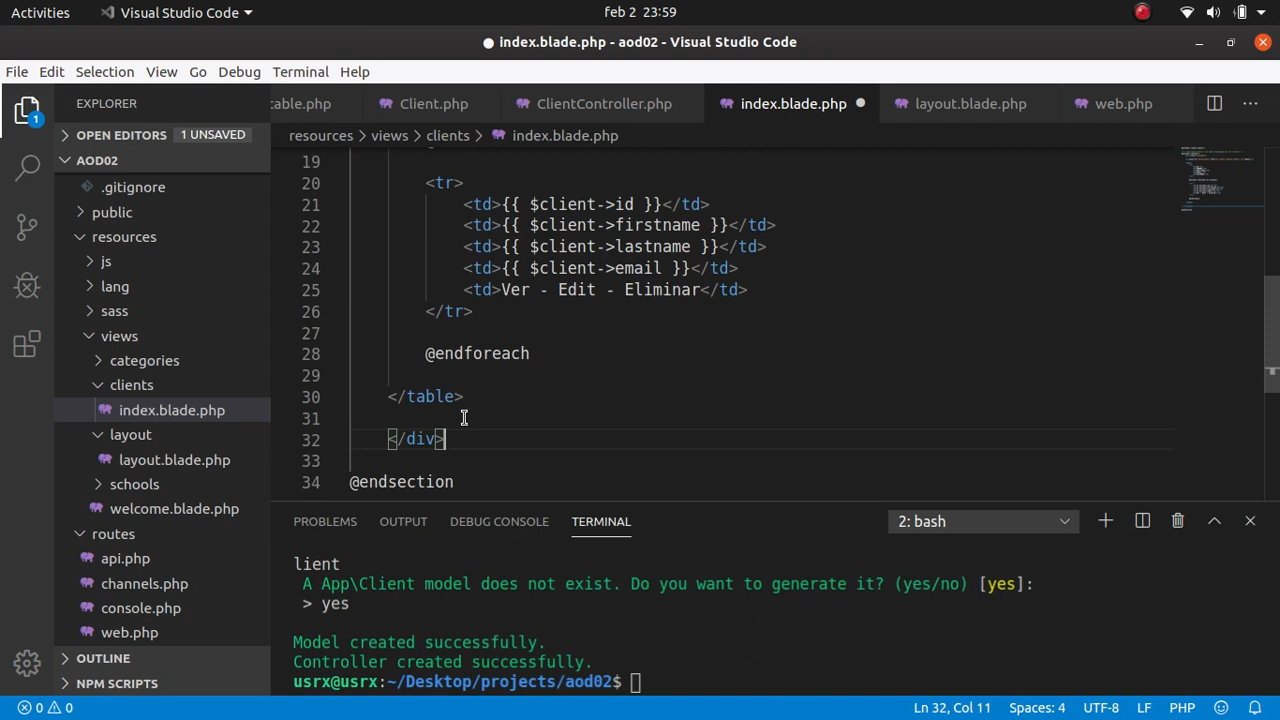 Activities
Visual Studio Code
feb 2 23:59
● index.blade.php - aod02 - Visual Studio Code
File Edit Selection View Go Debug Terminal Help
EXPLORER
table.php
Client.php
ClientController.php
index.blade.php
layout.blade.php
web.php
OPEN EDITORS 1 UNSAVED
resources > views > clients > index.blade.php
AOD02
.gitignore
public
resources
js
lang
sass
views
categories
clients
index.blade.php
layout
layout.blade.php
schools
welcome.blade.php
routes
api.php
channels.php
console.php
web.php
OUTLINE
NPM SCRIPTS
1
19
20 <tr>
21 <td>{{ $client->id }}</td>
22 <td>{{ $client->firstname }}</td>
23 <td>{{ $client->lastname }}</td>
24 <td>{{ $client->email }}</td>
25 <td>Ver - Edit - Eliminar</td>
26 </tr>
27
28 @endforeach
29
30 </table>
31
32 </div>
33
34 @endsection
PROBLEMS OUTPUT DEBUG CONSOLE TERMINAL
2: bash
lient
A App\Client model does not exist. Do you want to generate it? (yes/no) [yes]:
> yes
Model created successfully.
Controller created successfully.
usrx@usrx:~/Desktop/projects/aod02$
0 0
Ln 32, Col 11 Spaces: 4 UTF-8 LF PHP